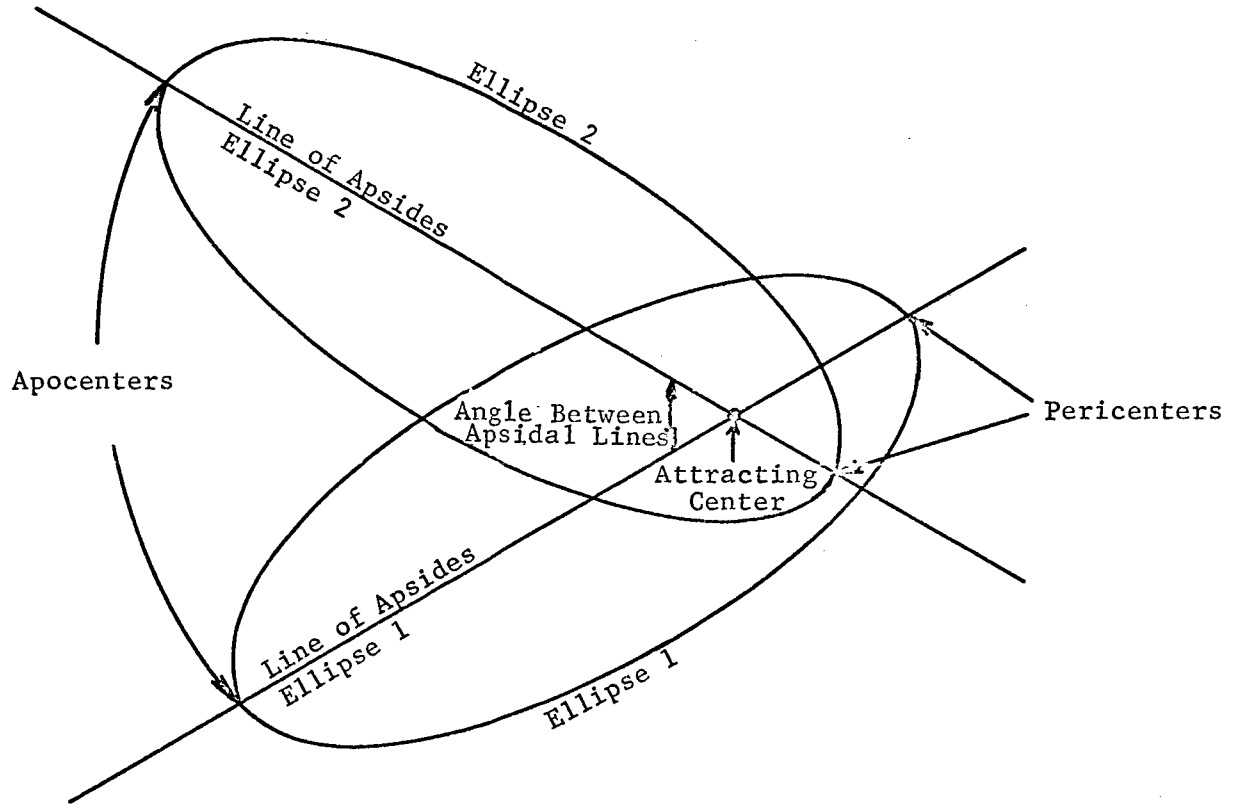 Ellipse 2
Line of Apsides
Ellipse 2
Apocenters
Angle Between
Apsidal Lines
Attracting
Center
Pericenters
Line of Apsides
Ellipse 1
Ellipse 1